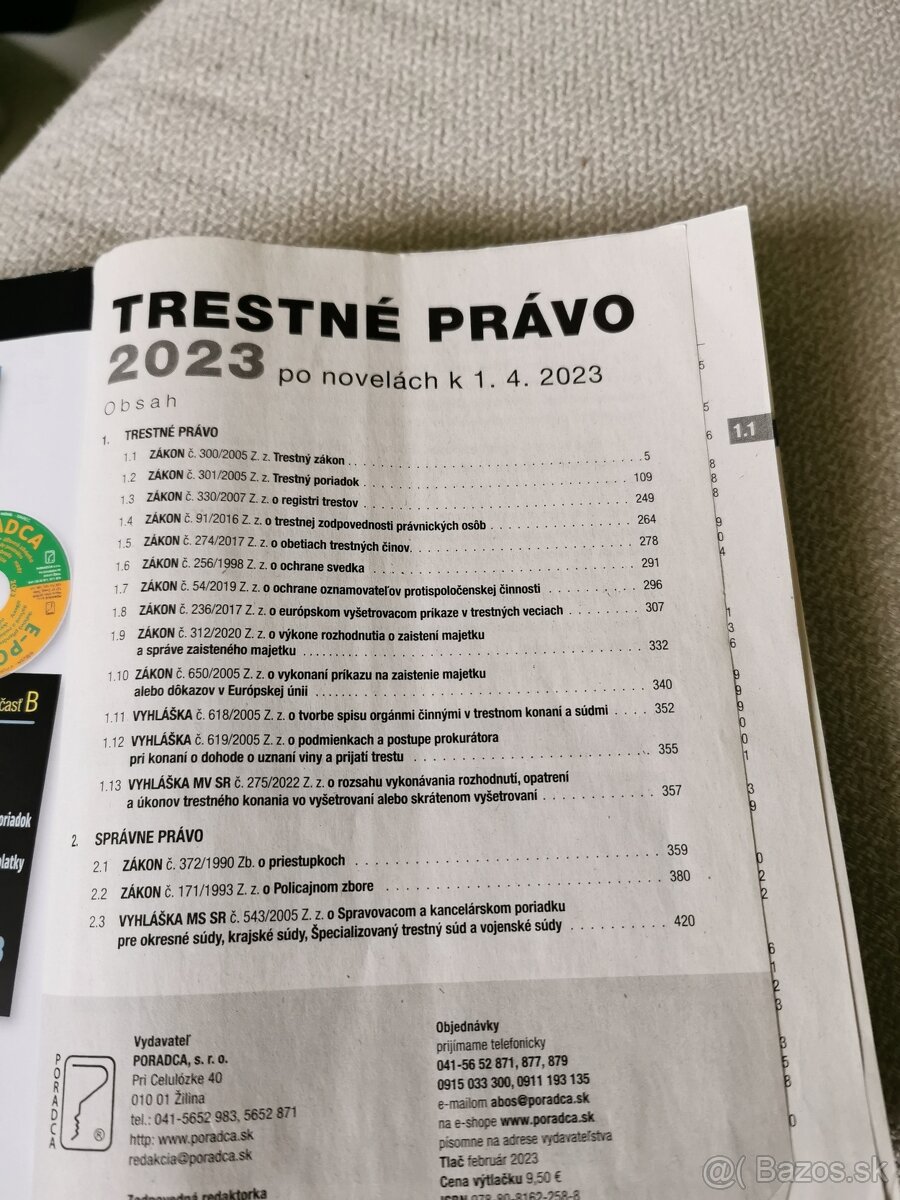 TRESTNÉ PRÁVO
2023 po novelách k 1. 4. 2023
Obsah
1. TRESTNÉ PRÁVO
1.1 ZÁKON č. 300/2005 Z. z. Trestný zákon 5
1.2 ZÁKON č. 301/2005 Z. z. Trestný poriadok 109
1.3 ZÁKON č. 330/2007 Z. z. o registri trestov 249
1.4 ZÁKON č. 91/2016 Z. z. o trestnej zodpovednosti právnických osôb 264
1.5 ZÁKON č. 274/2017 Z. z. o obetiach trestných činov 278
1.6 ZÁKON č. 256/1998 Z. z. o ochrane svedka 291
1.7 ZÁKON č. 54/2019 Z. z. o ochrane oznamovateľov protispoločenskej činnosti 296
1.8 ZÁKON č. 236/2017 Z. z. o európskom vyšetrovacom príkaze v trestných veciach 307
1.9 ZÁKON č. 312/2020 Z. z. o výkone rozhodnutia o zaistení majetku
a správe zaisteného majetku 332
1.10 ZÁKON č. 650/2005 Z. z. o vykonaní príkazu na zaistenie majetku
alebo dôkazov v Európskej únii 340
1.11 VYHLÁŠKA č. 618/2005 Z. z. o tvorbe spisu orgánmi činnými v trestnom konaní a súdmi 352
1.12 VYHLÁŠKA č. 619/2005 Z. z. o podmienkach a postupe prokurátora
pri konaní o dohode o uznaní viny a prijatí trestu 355
1.13 VYHLÁŠKA MV SR č. 275/2022 Z. z. o rozsahu vykonávania rozhodnutí, opatrení
a úkonov trestného konania vo vyšetrovaní alebo skrátenom vyšetrovaní 357
2. SPRÁVNE PRÁVO
2.1 ZÁKON č. 372/1990 Zb. o priestupkoch 359
2.2 ZÁKON č. 171/1993 Z. z. o Policajnom zbore 380
2.3 VYHLÁŠKA MS SR č. 543/2005 Z. z. o Spravovacom a kancelárskom poriadku
pre okresné súdy, krajské súdy, Špecializovaný trestný súd a vojenské súdy 420
1.1
časť B
PORADCA
Vydavateľ
PORADCA, s. r. o.
Pri Celulózke 40
010 01 Žilina
tel.: 041-5652 983, 5652 871
http: www.poradca.sk
redakcia@poradca.sk
Zodpovedná redaktorka
Objednávky
prijímame telefonicky
041-56 52 871, 877, 879
0915 033 300, 0911 193 135
e-mailom abos@poradca.sk
na e-shope www.poradca.sk
písomne na adrese vydavateľstva
Tlač február 2023
Cena výtlačku 9,50 €
ISBN 978-80-8162-258-8
@( Bazos.sk